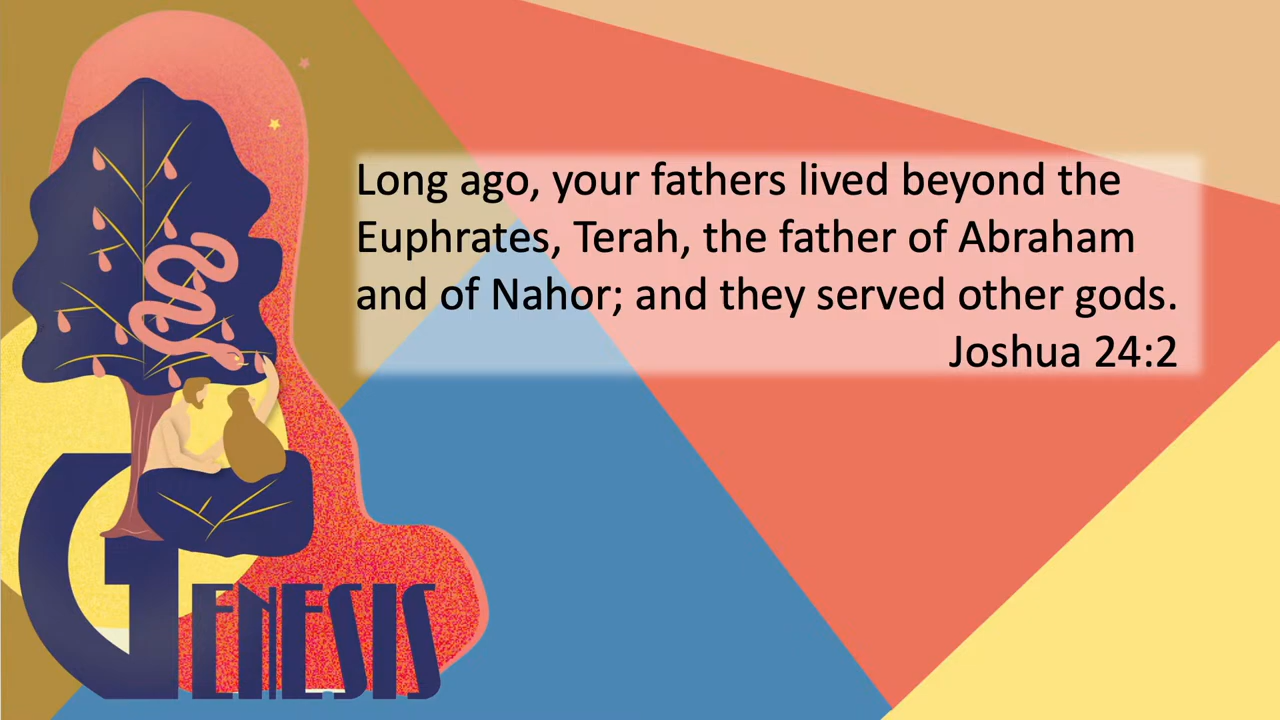 Long ago, your fathers lived beyond the
Euphrates, Terah, the father of Abraham
and of Nahor; and they served other gods.
Joshua 24:2
GENESIS